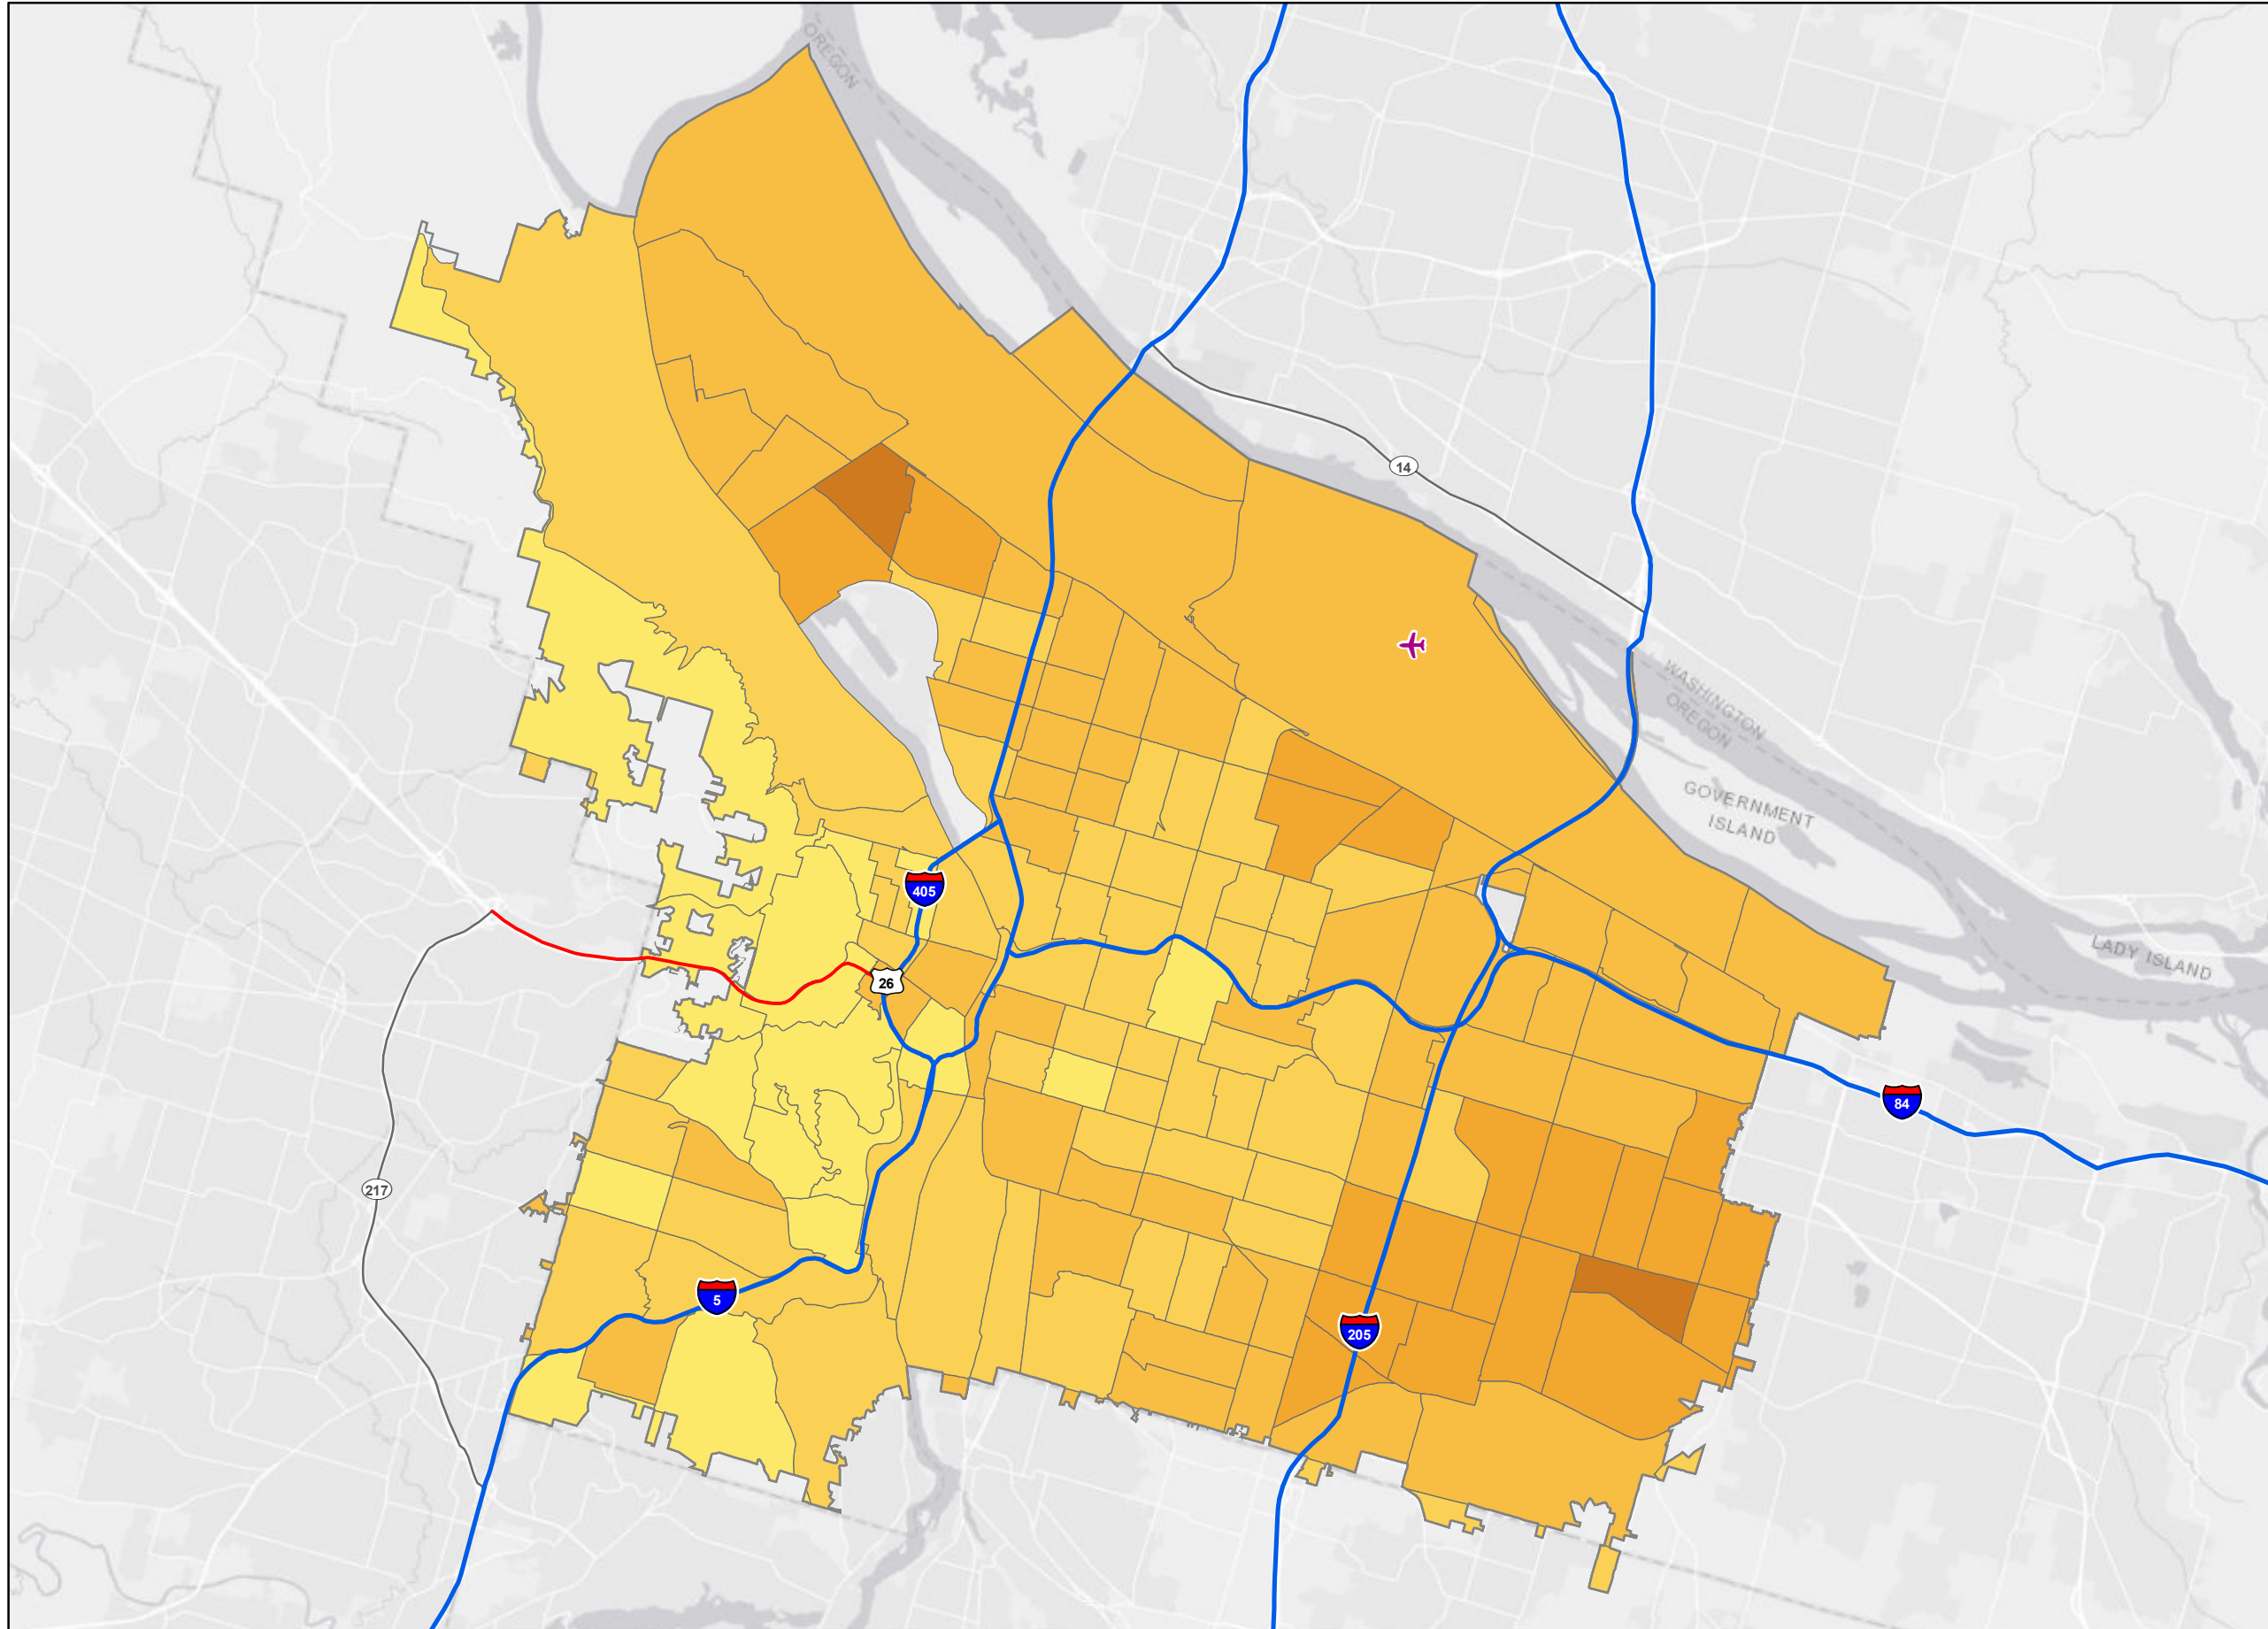 OREGON
14
WASHINGTON
OREGON
GOVERNMENT
ISLAND
405
LADY ISLAND
26
84
217
5
205